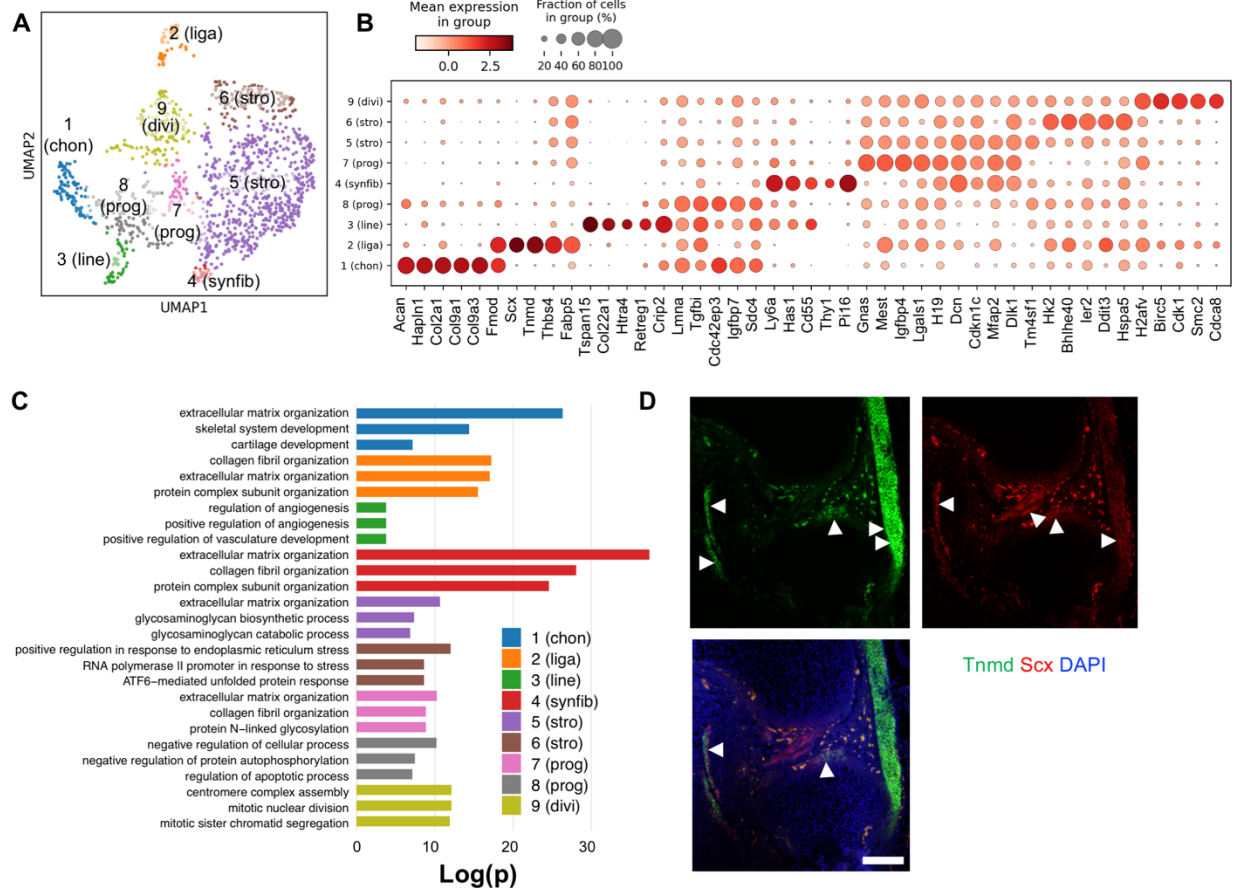 A
2 (liga)
6 (stro)
9
(divi)
1
(chon)
5 (stro)
8
(prog)
7
(prog)
3 (line)
4 (synfib)
UMAP2
UMAP1
B
Mean expression
in group
0.0 2.5
Fraction of cells
in group (%)
20 40 60 80 100
9 (divi)
6 (stro)
5 (stro)
7 (prog)
4 (synfib)
8 (prog)
3 (line)
2 (liga)
1 (chon)
Acan
Hapln1
Col2a1
Col9a1
Col9a3
Fmod
Scx
Tnmd
Thbs4
Fabp5
Tspan15
Col22a1
Htra4
Retreg1
Crip2
Lmna
Tgfbi
Cdc42ep3
Igfbp7
Sdc4
Ly6a
Has1
Cd55
Thy1
Pi16
Gnas
Mest
Igfbp4
Lgals1
H19
Dcn
Cdkn1c
Mfap2
Dlk1
Tm4sf1
Hk2
Bhlhe40
Ier2
Ddit3
Hspa5
H2afv
Birc5
Cdk1
Smc2
Cdca8
C
extracellular matrix organization
skeletal system development
cartilage development
collagen fibril organization
extracellular matrix organization
protein complex subunit organization
regulation of angiogenesis
positive regulation of angiogenesis
positive regulation of vasculature development
extracellular matrix organization
collagen fibril organization
protein complex subunit organization
extracellular matrix organization
glycosaminoglycan biosynthetic process
glycosaminoglycan catabolic process
positive regulation in response to endoplasmic reticulum stress
RNA polymerase II promoter in response to stress
ATF6−mediated unfolded protein response
extracellular matrix organization
collagen fibril organization
protein N−linked glycosylation
negative regulation of cellular process
negative regulation of protein autophosphorylation
regulation of apoptotic process
centromere complex assembly
mitotic nuclear division
mitotic sister chromatid segregation
0 10 20 30
Log(p)
1 (chon)
2 (liga)
3 (line)
4 (synfib)
5 (stro)
6 (stro)
7 (prog)
8 (prog)
9 (divi)
D
Tnmd Scx DAPI